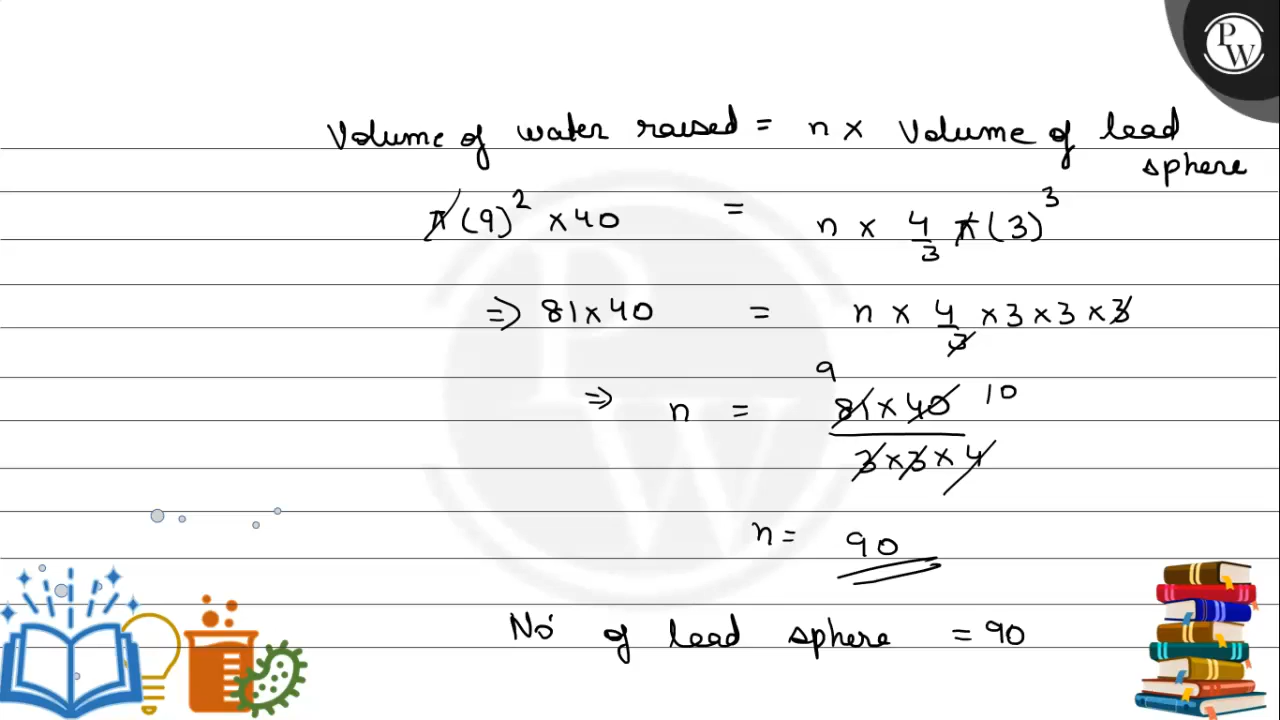 PW
Volume of water raised = n × Volume of lead
sphere
π(9)² × 40 = n × 4/3 π(3)³
⇒ 81 × 40 = n × 4/3 × 3 × 3 × 3
9
⇒ n = 81 × 40 / 3 × 3 × 4 10
n = 90
No. of lead sphere = 90